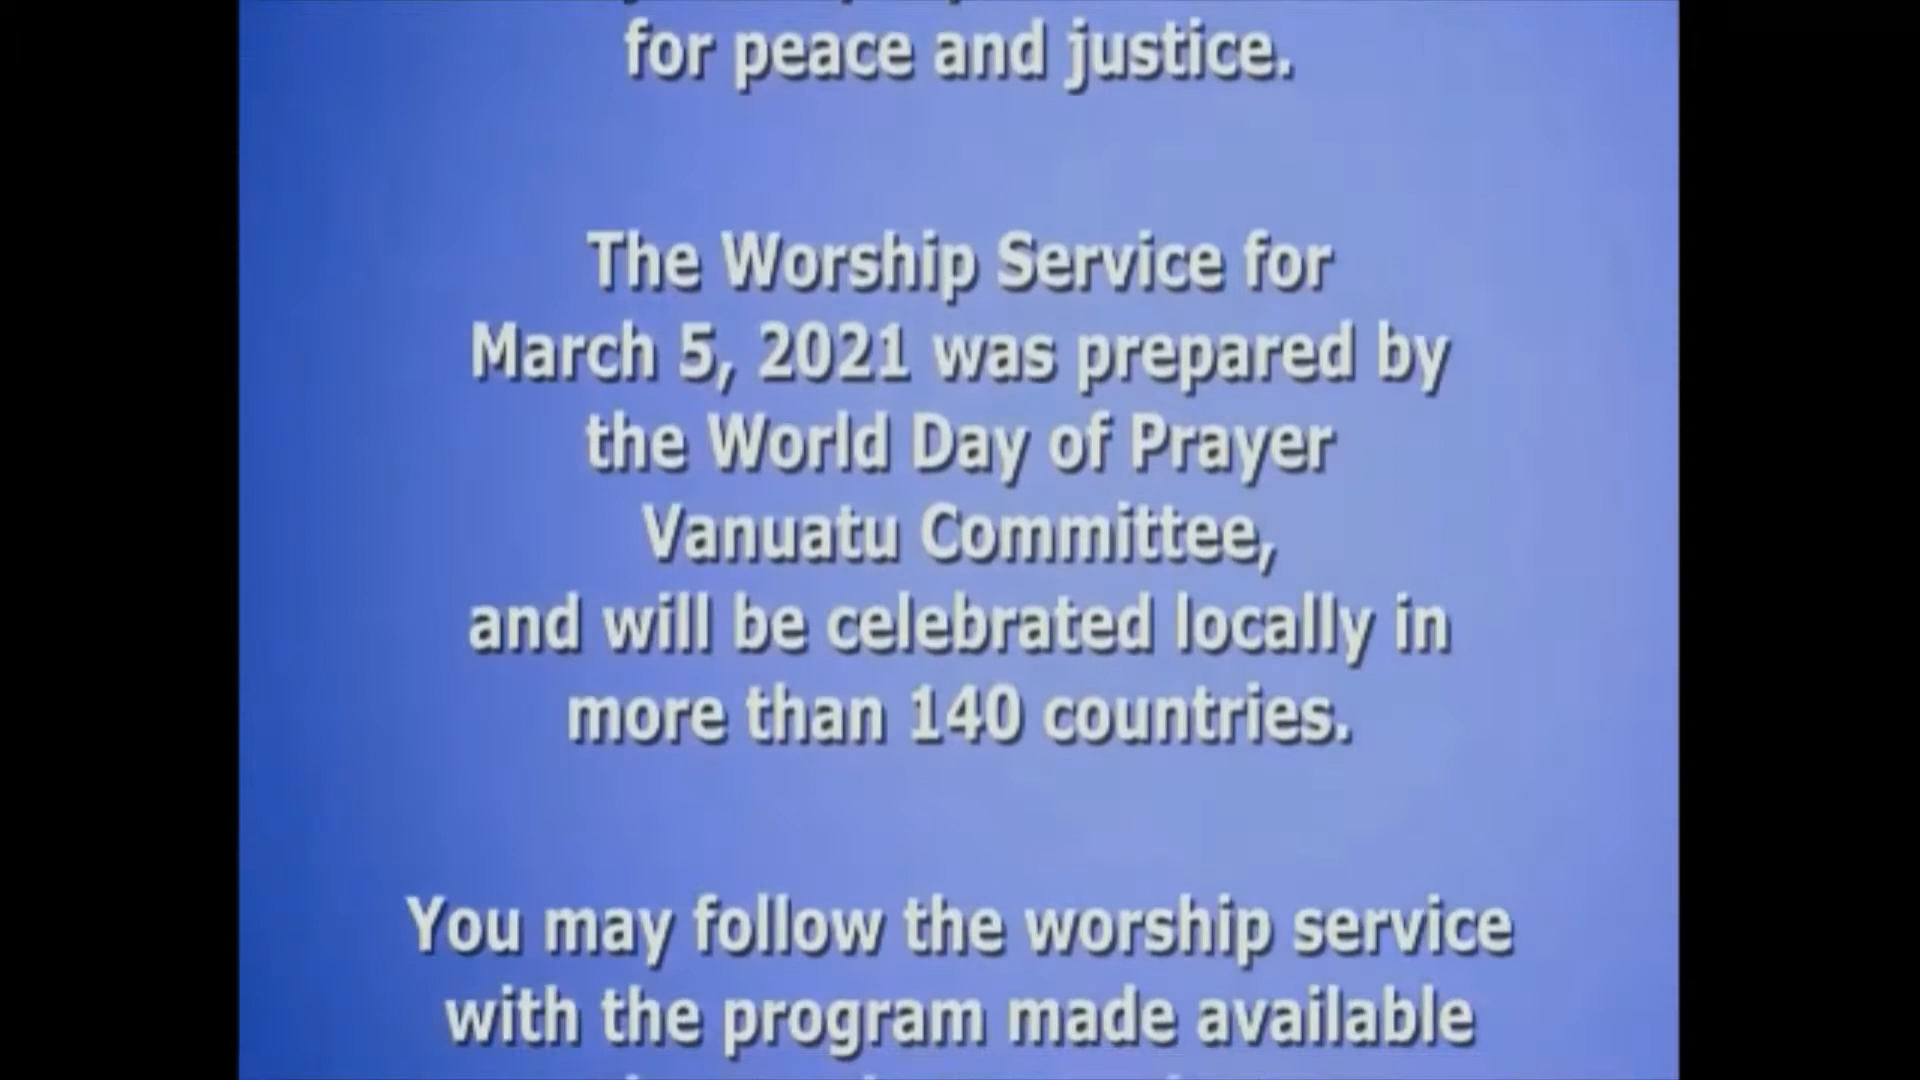 for peace and justice.
The Worship Service for
March 5, 2021 was prepared by
the World Day of Prayer
Vanuatu Committee,
and will be celebrated locally in
more than 140 countries.
You may follow the worship service
with the program made available